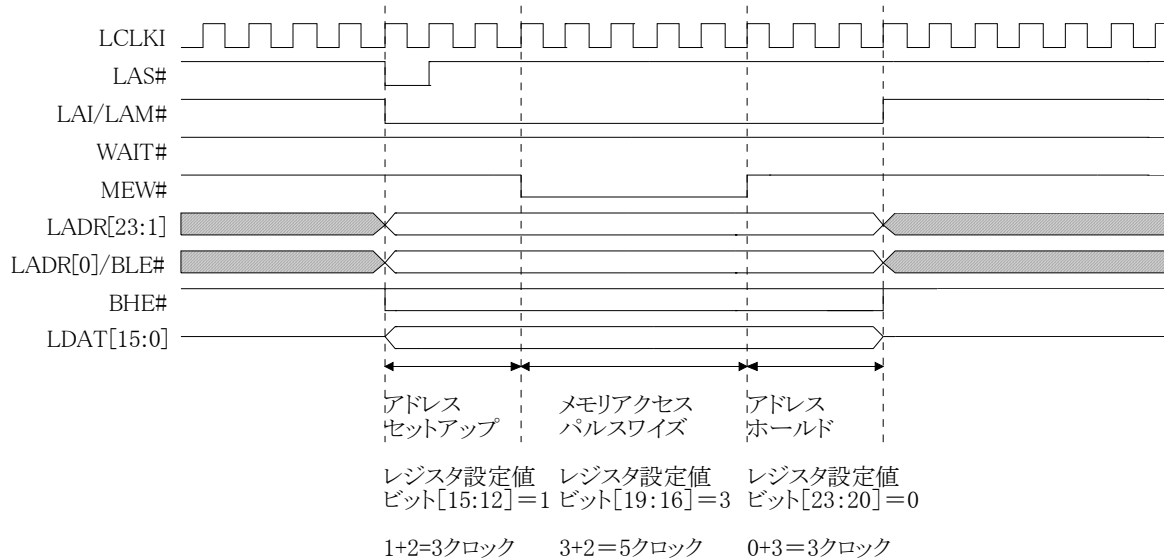 LCLKI
LAS#
LAI/LAM#
WAIT#
MEW#
LADR[23:1]
LADR[0]/BLE#
BHE#
LDAT[15:0]
アドレス
セットアップ
メモリアクセス
パルスワイズ
アドレス
ホールド
レジスタ設定値
ビット[15:12]＝1
レジスタ設定値
ビット[19:16]＝3
レジスタ設定値
ビット[23:20]＝0
1+2=3クロック
3+2＝5クロック
0+3＝3クロック